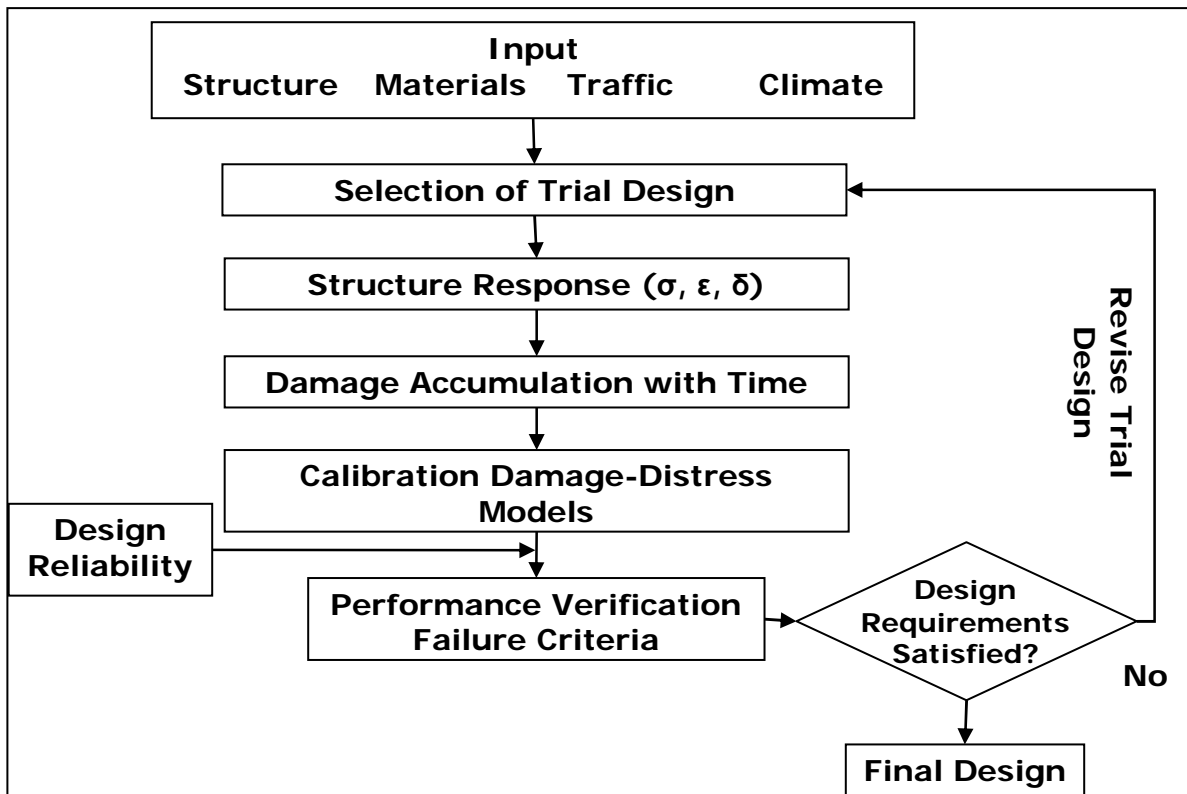 Input
Structure Materials Traffic Climate
Selection of Trial Design
Structure Response (σ, ε, δ)
Damage Accumulation with Time
Calibration Damage-Distress
Models
Design
Reliability
Performance Verification
Failure Criteria
Design
Requirements
Satisfied?
No
Revise Trial
Design
Final Design